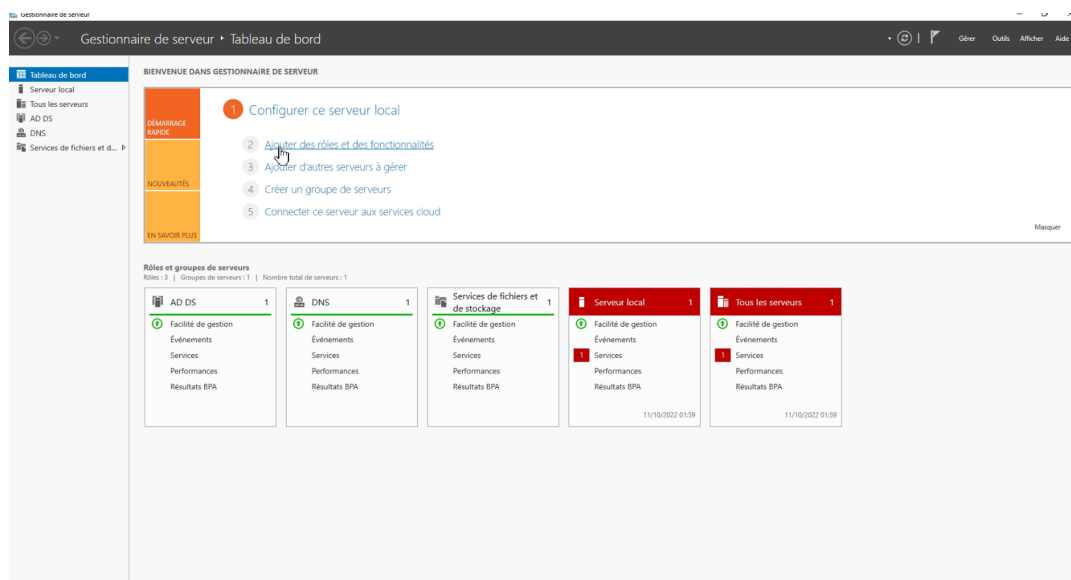 Gestionnaire de serveur
Gestionnaire de serveur • Tableau de bord
Gérer Outils Afficher Aide
Tableau de bord
Serveur local
Tous les serveurs
AD DS
DNS
Services de fichiers et d...
BIENVENUE DANS GESTIONNAIRE DE SERVEUR
DÉMARRAGE
RAPIDE
NOUVEAUTÉS
EN SAVOIR PLUS
1 Configurer ce serveur local
2 Ajouter des rôles et des fonctionnalités
3 Ajouter d'autres serveurs à gérer
4 Créer un groupe de serveurs
5 Connecter ce serveur aux services cloud
Masquer
Rôles et groupes de serveurs
Rôles : 3 | Groupes de serveurs : 1 | Nombre total de serveurs : 1
AD DS 1
Facilité de gestion
Événements
Services
Performances
Résultats BPA
DNS 1
Facilité de gestion
Événements
Services
Performances
Résultats BPA
Services de fichiers et
de stockage 1
Facilité de gestion
Événements
Services
Performances
Résultats BPA
Serveur local 1
Facilité de gestion
Événements
1 Services
Performances
Résultats BPA
11/10/2022 01:59
Tous les serveurs 1
Facilité de gestion
Événements
1 Services
Performances
Résultats BPA
11/10/2022 01:59